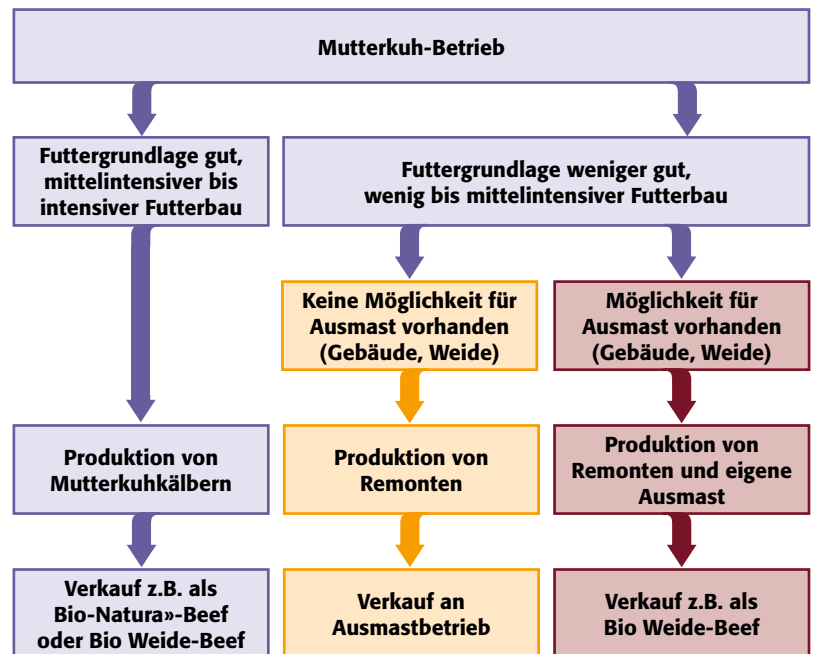 Mutterkuh-Betrieb
Futtergrundlage gut,
mittelintensiver bis
intensiver Futterbau
Futtergrundlage weniger gut,
wenig bis mittelintensiver Futterbau
Keine Möglichkeit für
Ausmast vorhanden
(Gebäude, Weide)
Möglichkeit für
Ausmast vorhanden
(Gebäude, Weide)
Produktion von
Mutterkuhkälbern
Produktion von
Remonten
Produktion von
Remonten und eigene
Ausmast
Verkauf z.B. als
Bio-Natura»-Beef
oder Bio Weide-Beef
Verkauf an
Ausmastbetrieb
Verkauf z.B. als
Bio Weide-Beef